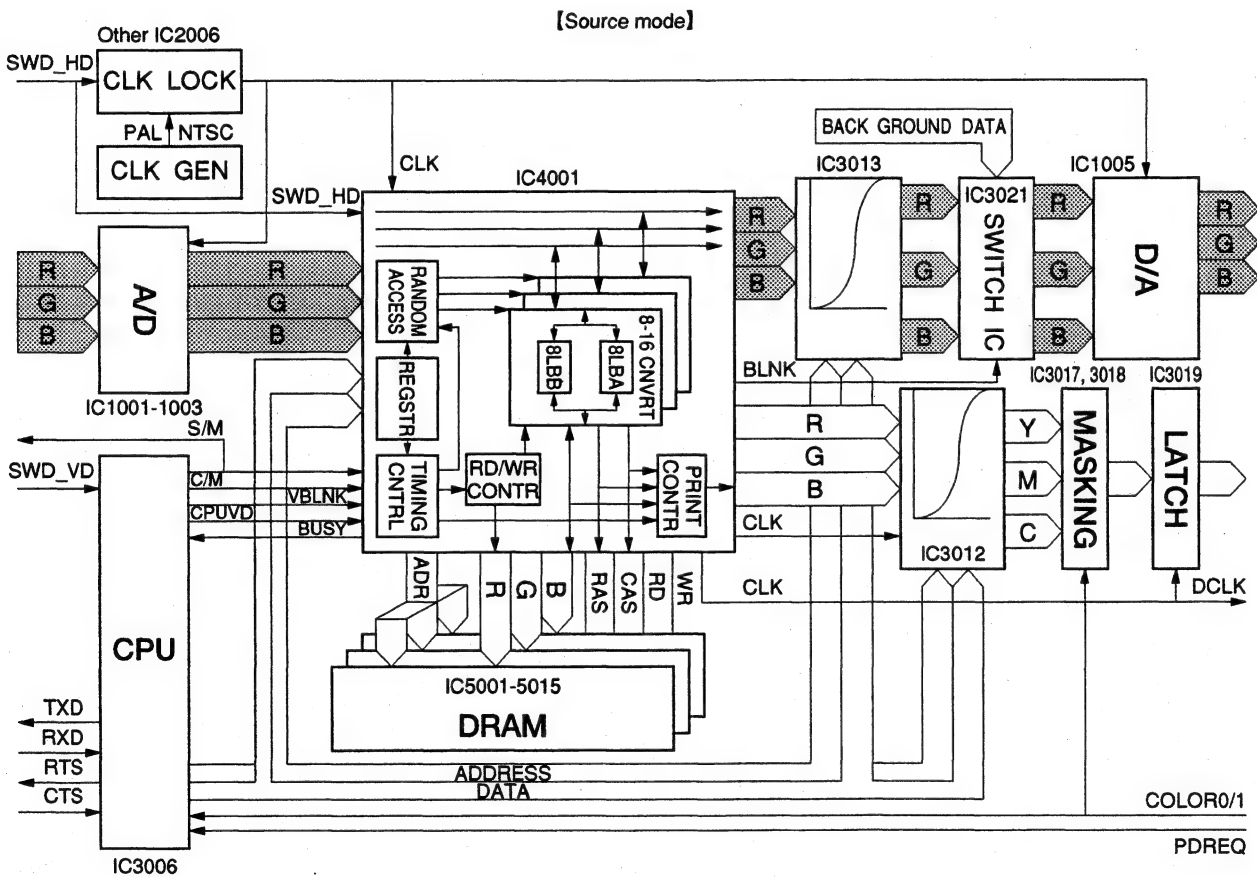 【Source mode】
Other IC2006
SWD_HD
CLK LOCK
PAL NTSC
CLK GEN
CLK
SWD_HD
IC4001
BACK GROUND DATA
IC3013
IC1005
R
G
B
A/D
R
G
B
IC1001-1003
RANDOM ACCESS
REGSTR
TIMING CNTRL
RD/WR CONTR
8LBB
8LBA
8-16 CNVRT
PRINT CONTR
R
G
B
R
G
B
IC3021
SWITCH IC
R
G
B
D/A
R
G
B
BLNK
R
G
B
CLK
IC3012
Y
M
C
IC3017, 3018
MASKING
IC3019
LATCH
S/M
SWD_VD
C/M
VBLNK
CPUVD
BUSY
CPU
TXD
RXD
RTS
CTS
IC3006
ADR
R
G
B
RAS
CAS
RD
WR
CLK
DCLK
IC5001-5015
DRAM
ADDRESS
DATA
COLOR0/1
PDREQ